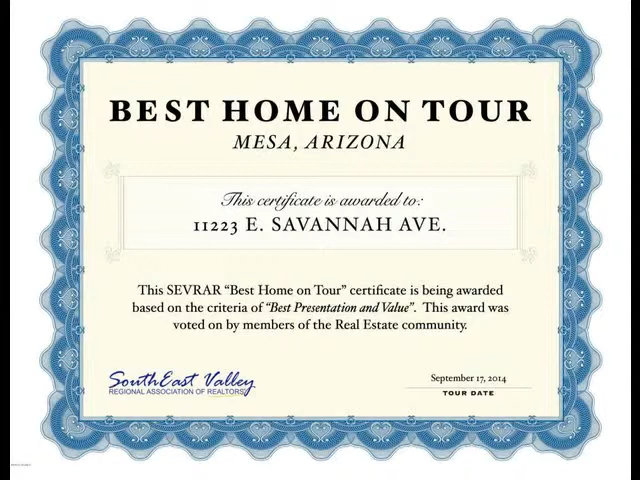 BEST HOME ON TOUR
MESA, ARIZONA
This certificate is awarded to:
11223 E. SAVANNAH AVE.
This SEVRAR “Best Home on Tour” certificate is being awarded
based on the criteria of “Best Presentation and Value”. This award was
voted on by members of the Real Estate community.
SouthEast Valley
REGIONAL ASSOCIATION OF REALTORS
September 17, 2014
TOUR DATE